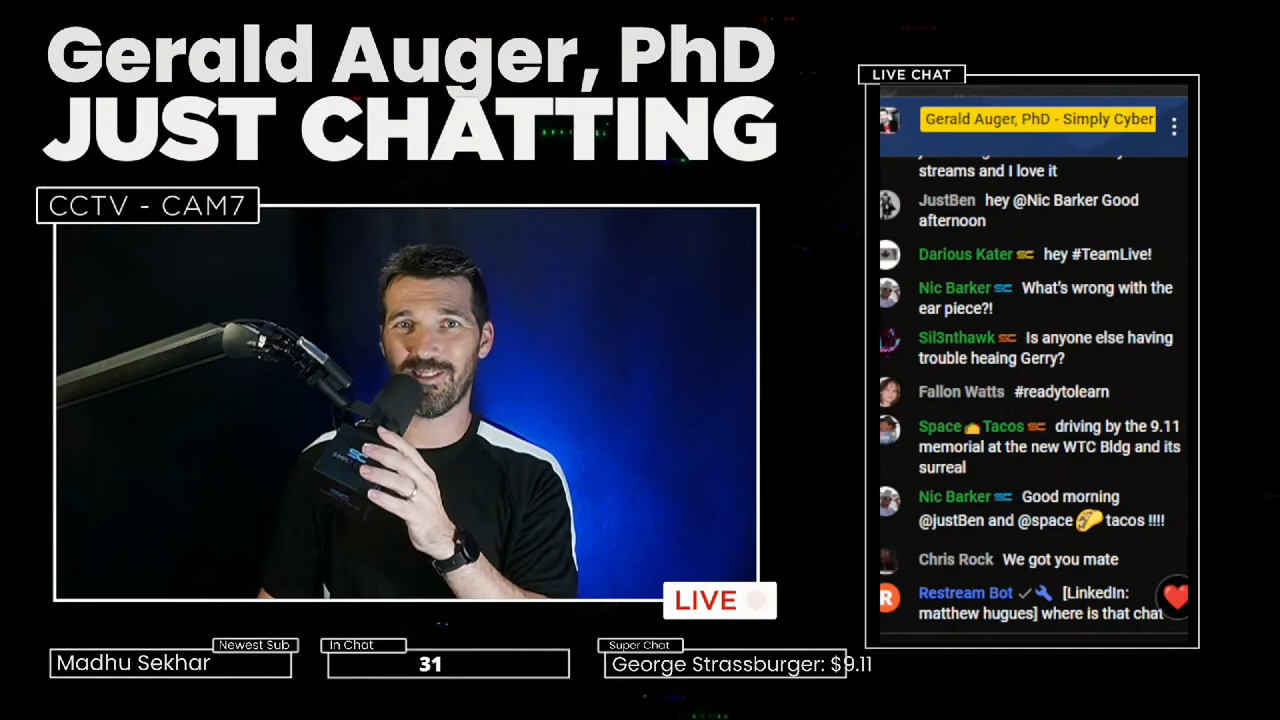 Gerald Auger, PhD
JUST CHATTING
CCTV - CAM7
LIVE
Newest Sub
Madhu Sekhar
In Chat
31
Super Chat
George Strassburger: $9.11
LIVE CHAT
Gerald Auger, PhD - Simply Cyber
streams and I love it
JustBen hey @Nic Barker Good
afternoon
Darious Kater SC hey #TeamLive!
Nic Barker SC What's wrong with the
ear piece?!
Sil3nthawk SC Is anyone else having
trouble heaing Gerry?
Fallon Watts #readytolearn
Space Tacos SC driving by the 9.11
memorial at the new WTC Bldg and its
surreal
Nic Barker SC Good morning
@justBen and @space tacos !!!!
Chris Rock We got you mate
R Restream Bot [LinkedIn:
matthew hugues] where is that chat